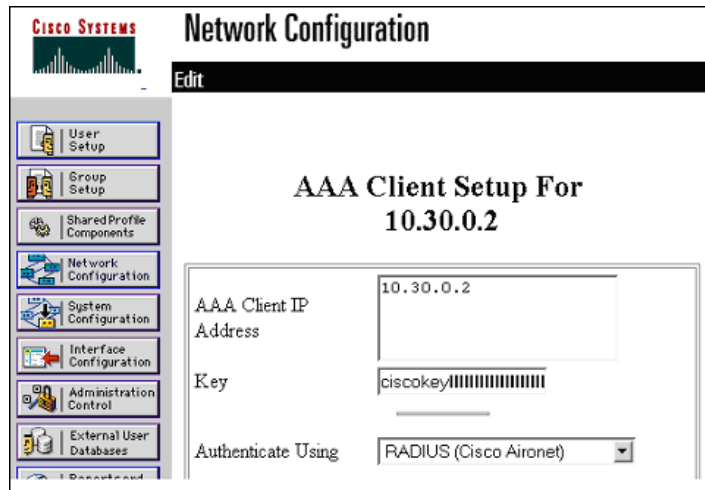 CISCO SYSTEMS
Network Configuration
Edit
User
Setup
Group
Setup
Shared Profile
Components
Network
Configuration
System
Configuration
Interface
Configuration
Administration
Control
External User
Databases
Reports and
AAA Client Setup For
10.30.0.2
AAA Client IP
Address
10.30.0.2
Key
ciscokey
Authenticate Using
RADIUS (Cisco Aironet)